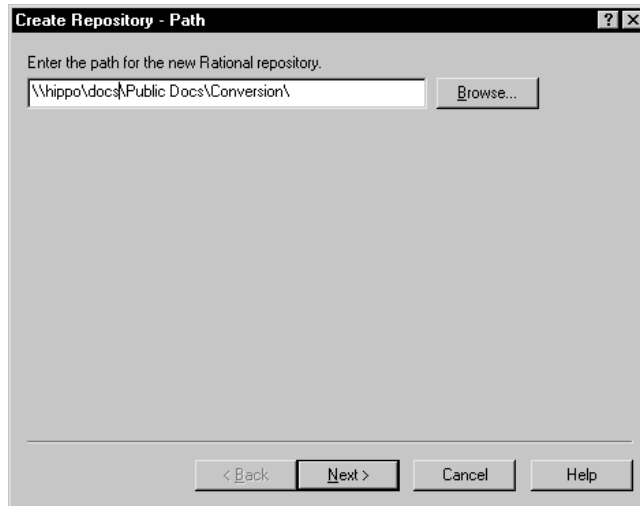 Create Repository - Path
Enter the path for the new Rational repository.
\\hippo\docs\Public Docs\Conversion\
Browse...
< Back
Next >
Cancel
Help